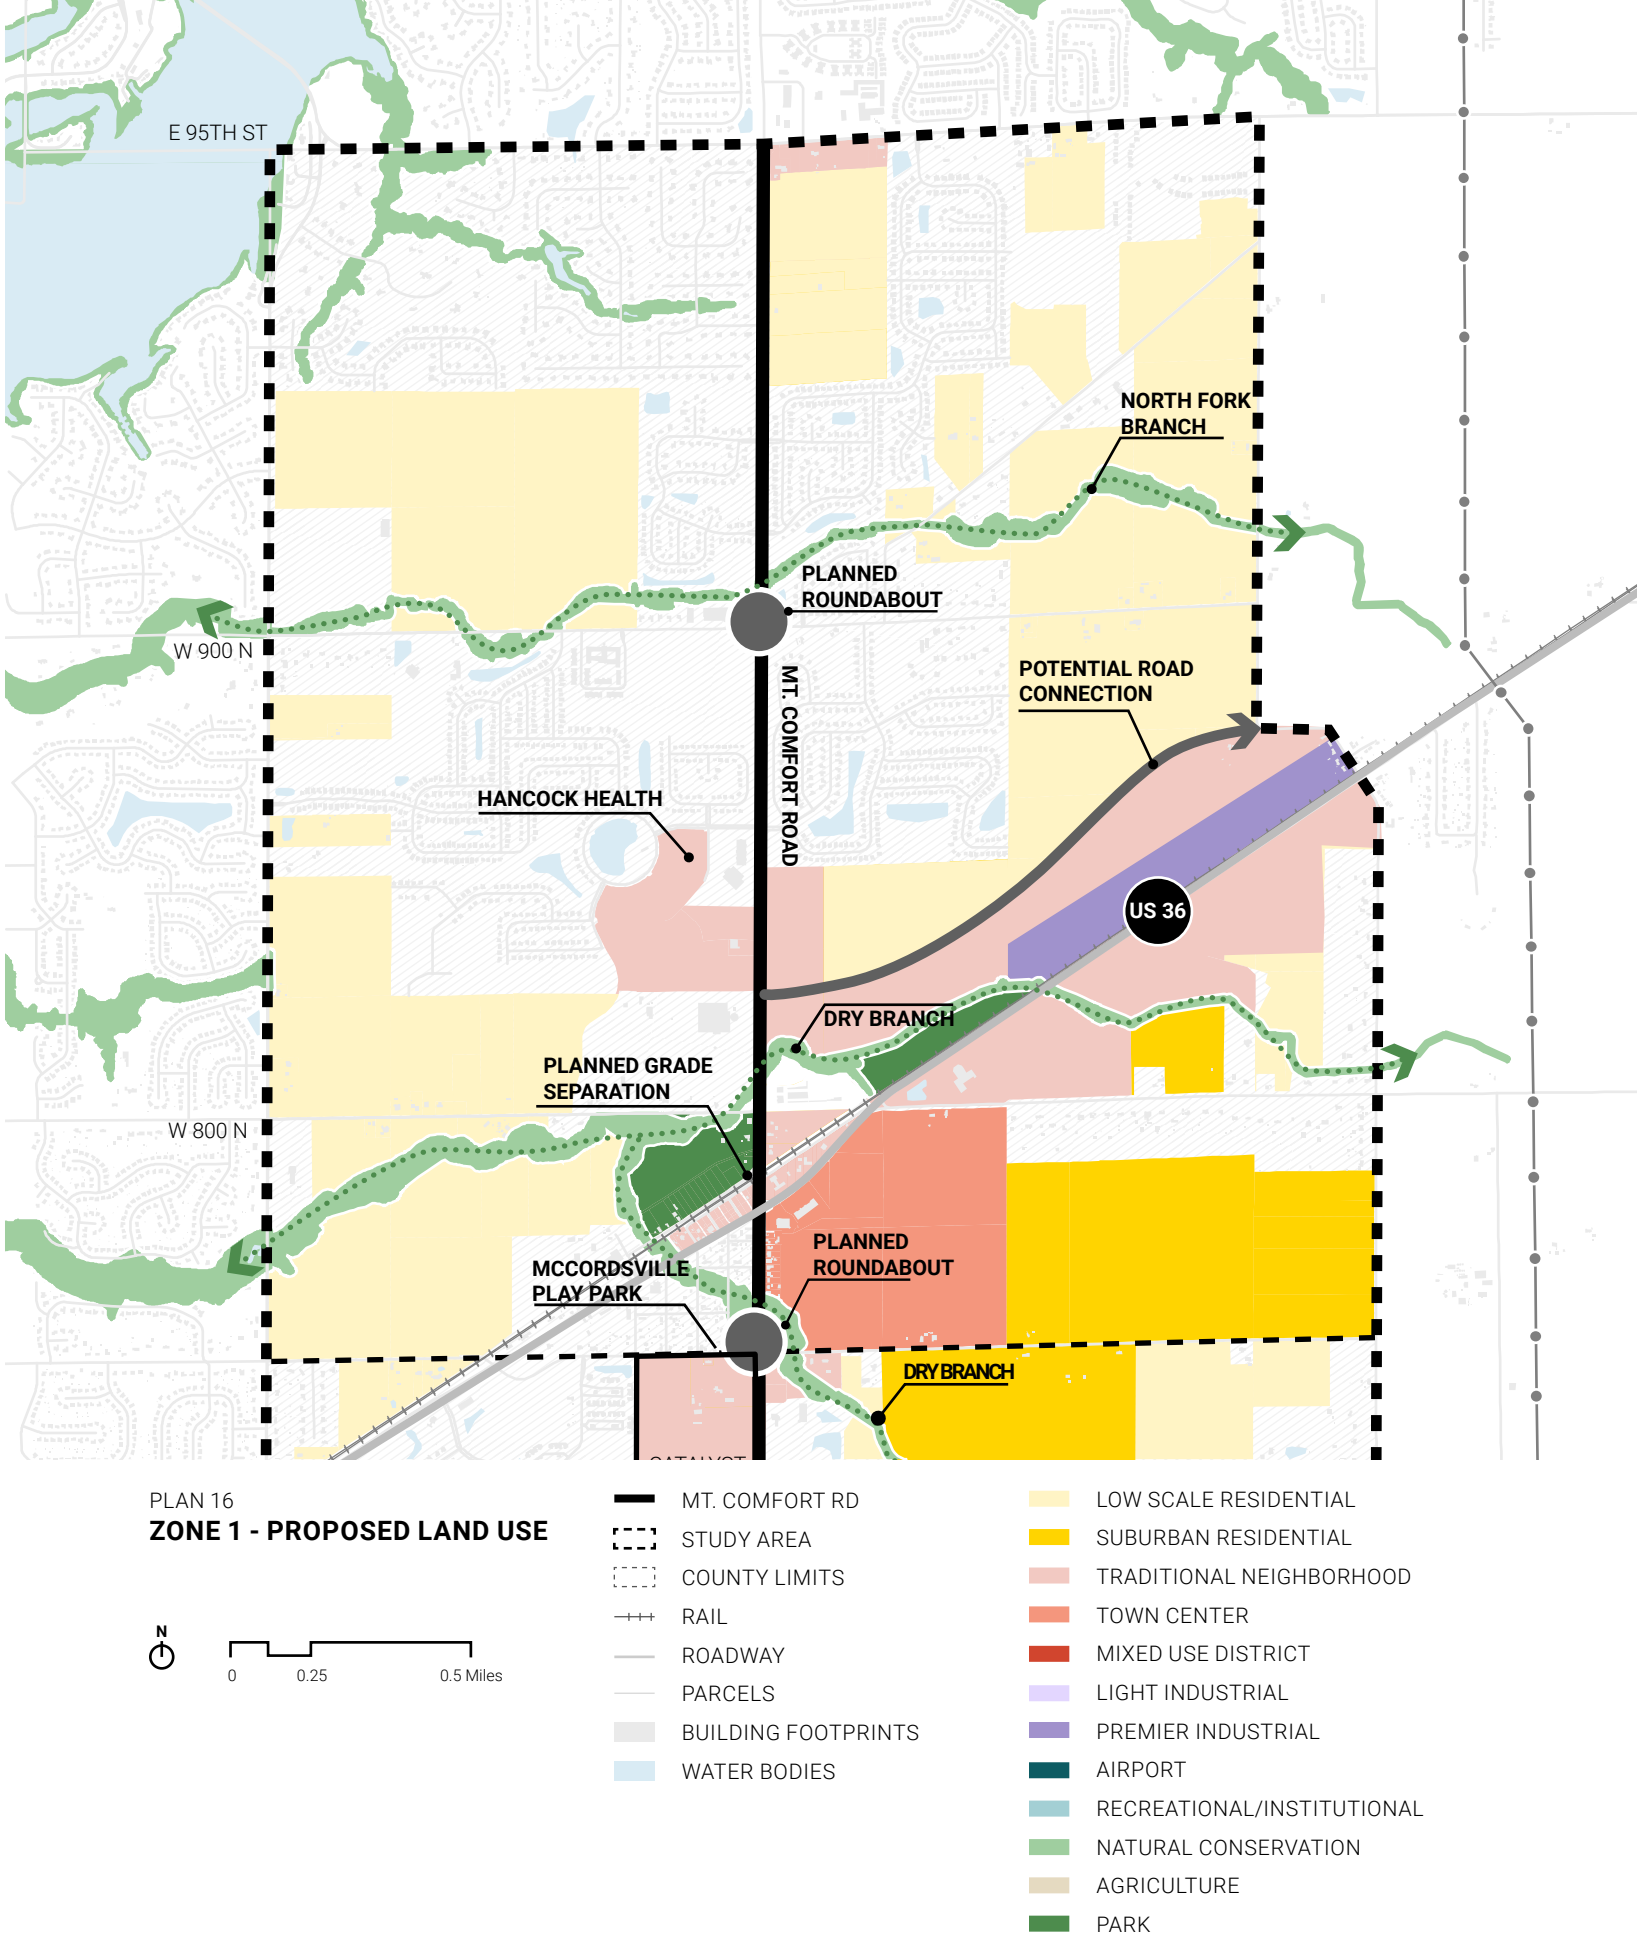 E 95TH ST
NORTH FORK
BRANCH
PLANNED
ROUNDABOUT
W 900 N
MT. COMFORT ROAD
POTENTIAL ROAD
CONNECTION
HANCOCK HEALTH
US 36
DRY BRANCH
PLANNED GRADE
SEPARATION
W 800 N
PLANNED
ROUNDABOUT
MCCORDSVILLE
PLAY PARK
DRY BRANCH
CATALYST
PLAN 16
ZONE 1 - PROPOSED LAND USE
N
0 0.25 0.5 Miles
MT. COMFORT RD
STUDY AREA
COUNTY LIMITS
RAIL
ROADWAY
PARCELS
BUILDING FOOTPRINTS
WATER BODIES
LOW SCALE RESIDENTIAL
SUBURBAN RESIDENTIAL
TRADITIONAL NEIGHBORHOOD
TOWN CENTER
MIXED USE DISTRICT
LIGHT INDUSTRIAL
PREMIER INDUSTRIAL
AIRPORT
RECREATIONAL/INSTITUTIONAL
NATURAL CONSERVATION
AGRICULTURE
PARK